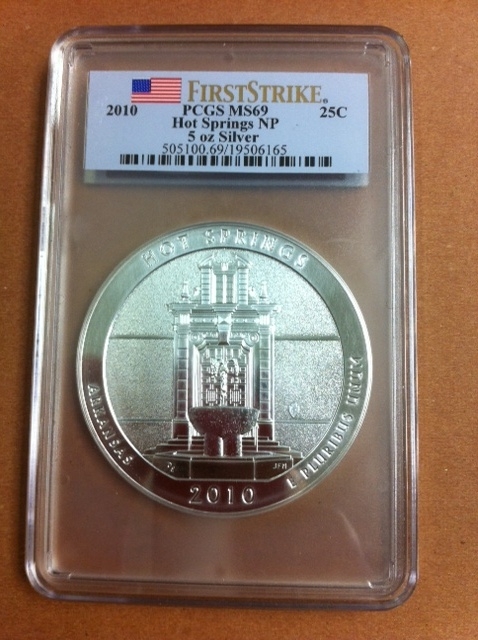 FIRSTSTRIKE®
2010 PCGS MS69 25C
Hot Springs NP
5 oz Silver
505100.69/19506165
HOT SPRINGS
ARKANSAS
E PLURIBUS UNUM
JFM
2010